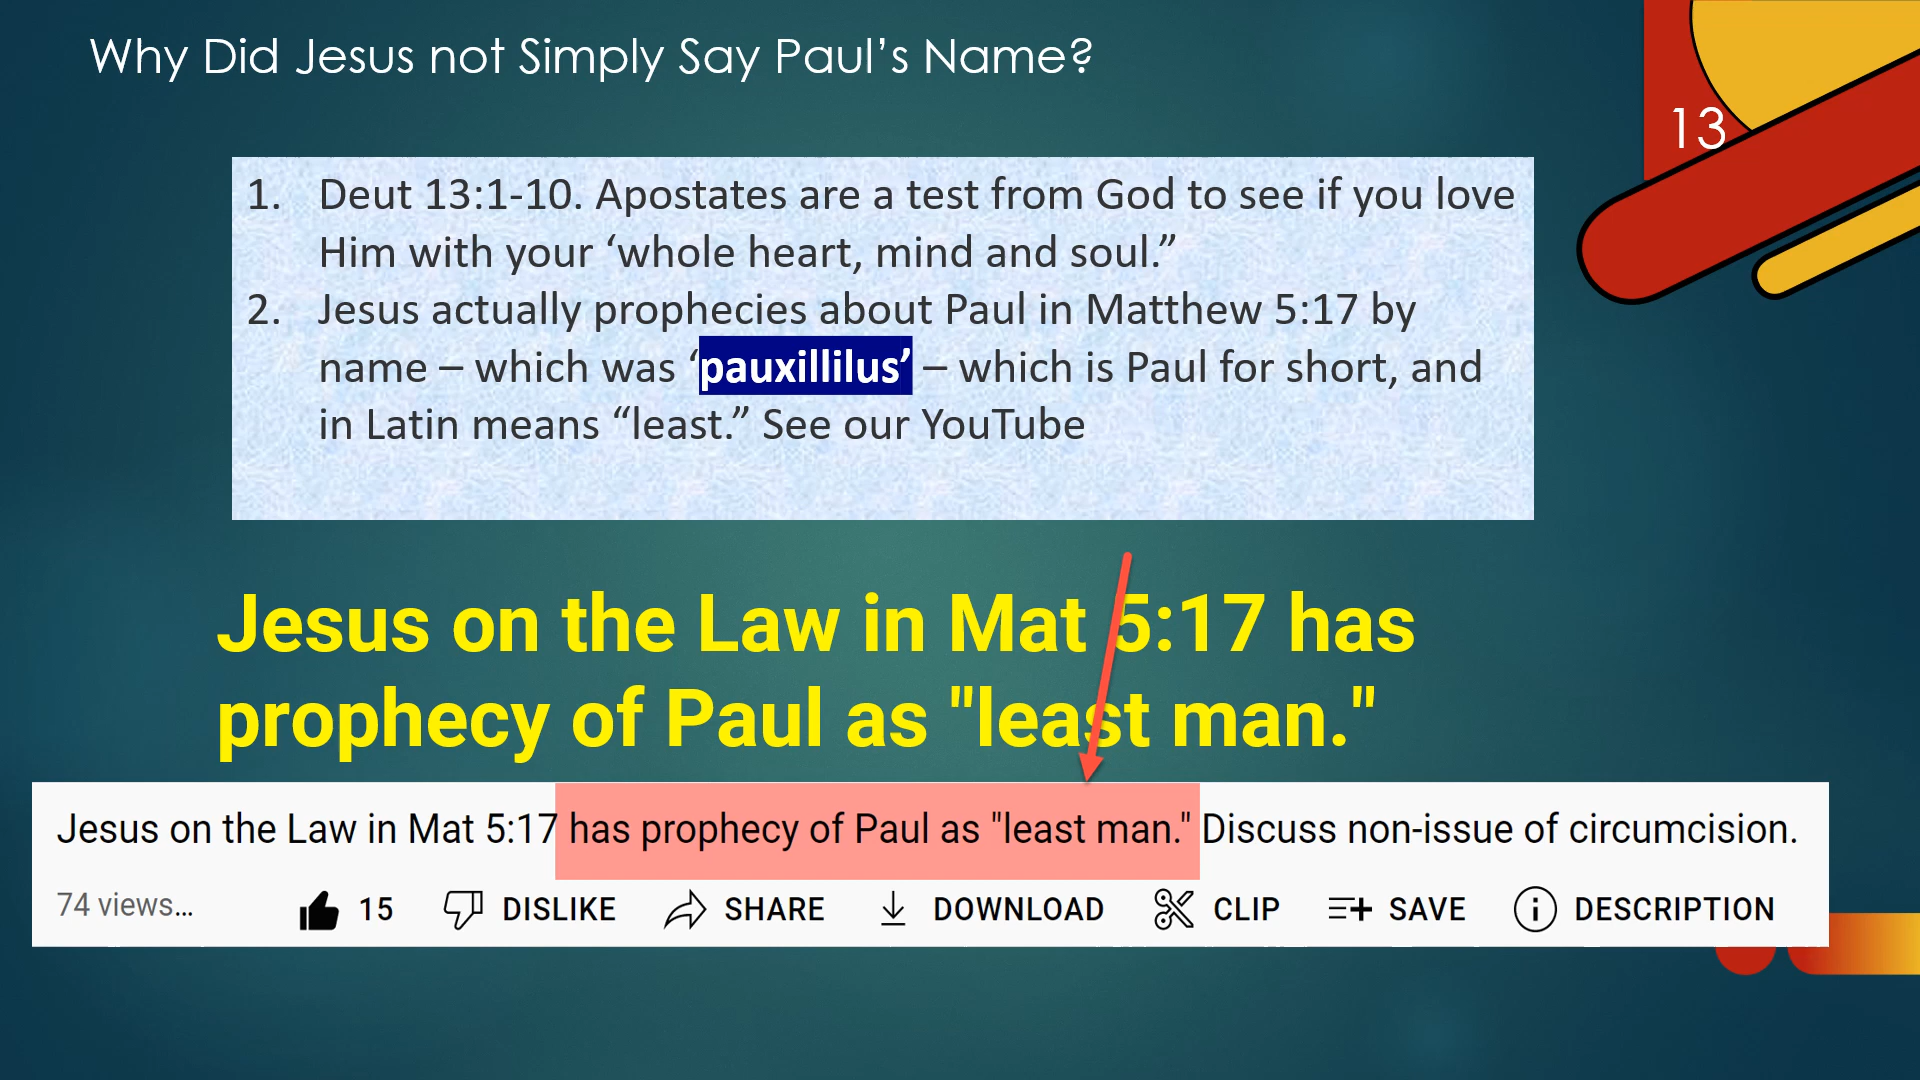 Why Did Jesus not Simply Say Paul’s Name?
13
1. Deut 13:1-10. Apostates are a test from God to see if you love
Him with your ‘whole heart, mind and soul.”
2. Jesus actually prophecies about Paul in Matthew 5:17 by
name – which was ‘pauxillilus’ – which is Paul for short, and
in Latin means “least.” See our YouTube
Jesus on the Law in Mat 5:17 has
prophecy of Paul as "least man."
Jesus on the Law in Mat 5:17 has prophecy of Paul as "least man." Discuss non-issue of circumcision.
74 views... 15 DISLIKE SHARE DOWNLOAD CLIP SAVE DESCRIPTION